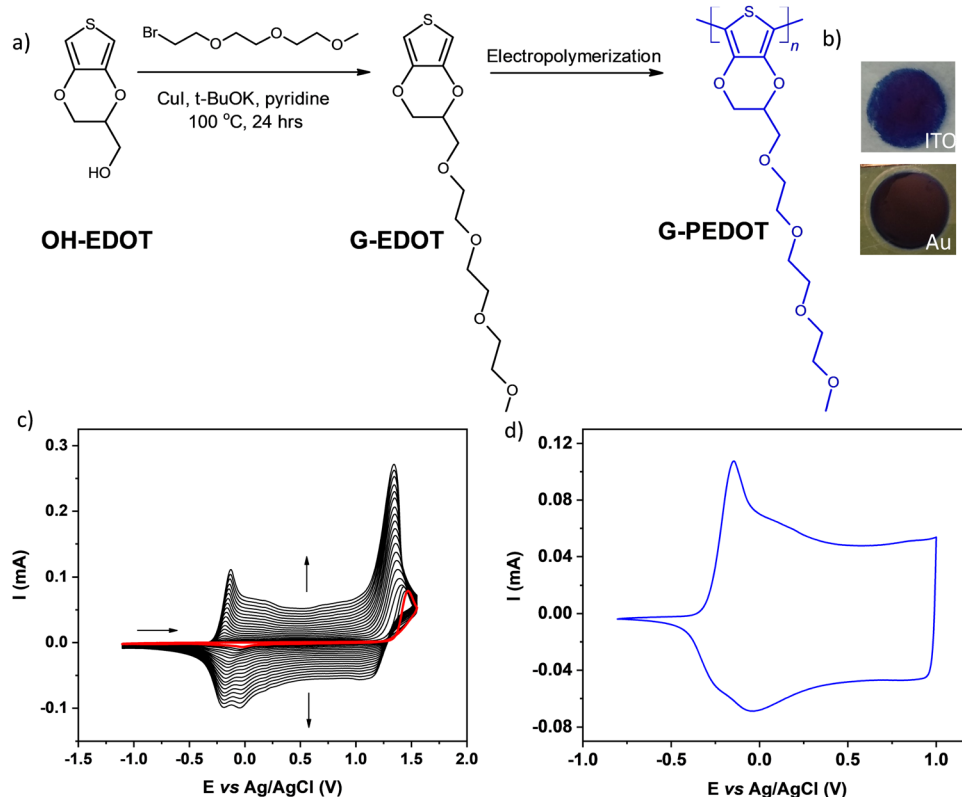 a)
S
O
O
HO
OH-EDOT
Br
O
O
O
CuI, t-BuOK, pyridine
100 °C, 24 hrs
S
O
O
O
O
O
O
G-EDOT
Electropolymerization
S
n
O
O
O
O
O
O
G-PEDOT
b)
ITO
Au
c)
0.3
0.2
0.1
0.0
-0.1
I (mA)
-1.5 -1.0 -0.5 0.0 0.5 1.0 1.5 2.0
E vs Ag/AgCl (V)
d)
0.12
0.08
0.04
0.00
-0.04
-0.08
I (mA)
-1.0 -0.5 0.0 0.5 1.0
E vs Ag/AgCl (V)